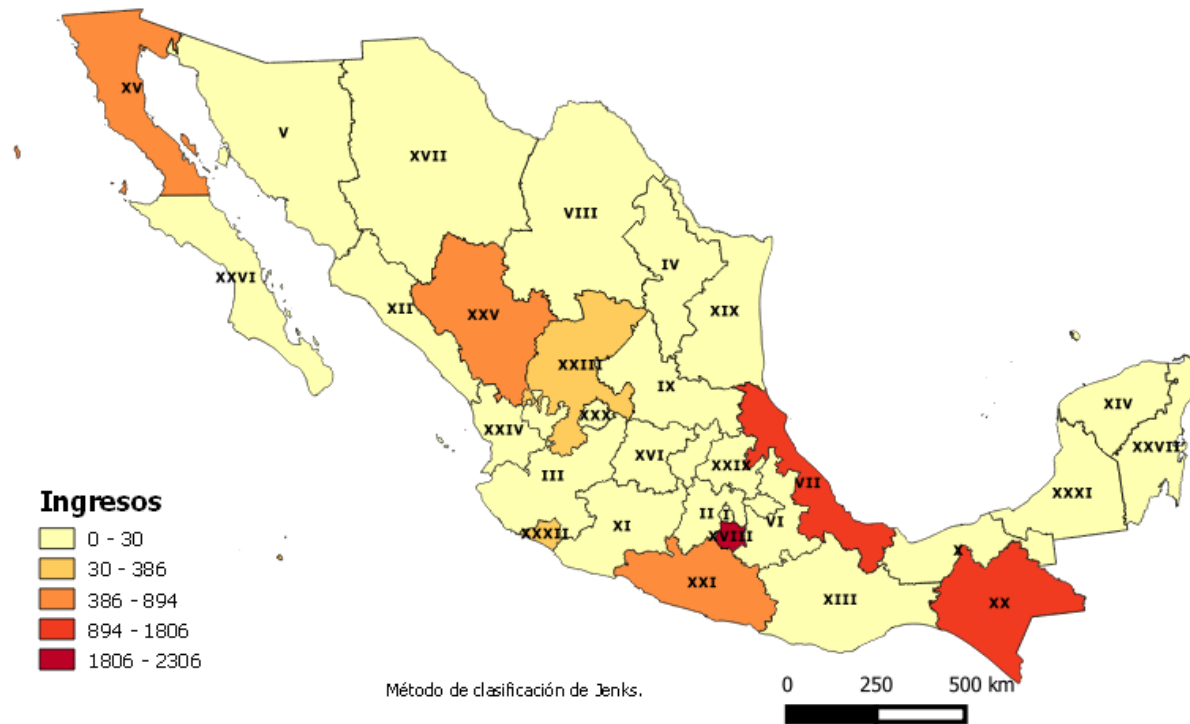 XV
V
XVII
VIII
IV
XXVI
XII
XXV
XIX
XXIII
IX
XXX
XXIV
XIV
XXVII
XVI
XXIX
III
VII
XXXI
II
I
VI
XI
XXXII
XVIII
X
XXI
XIII
XX
Ingresos
0 - 30
30 - 386
386 - 894
894 - 1806
1806 - 2306
Método de clasificación de Jenks.
0 250 500 km